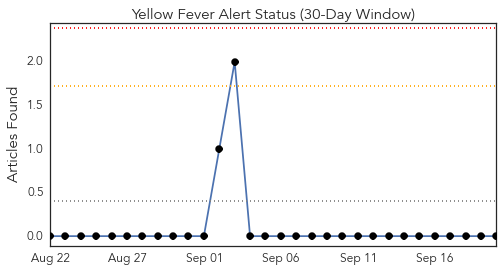 Yellow Fever Alert Status (30-Day Window)
Articles Found
2.0
1.5
1.0
0.5
0.0
Aug 22 Aug 27 Sep 01 Sep 06 Sep 11 Sep 16